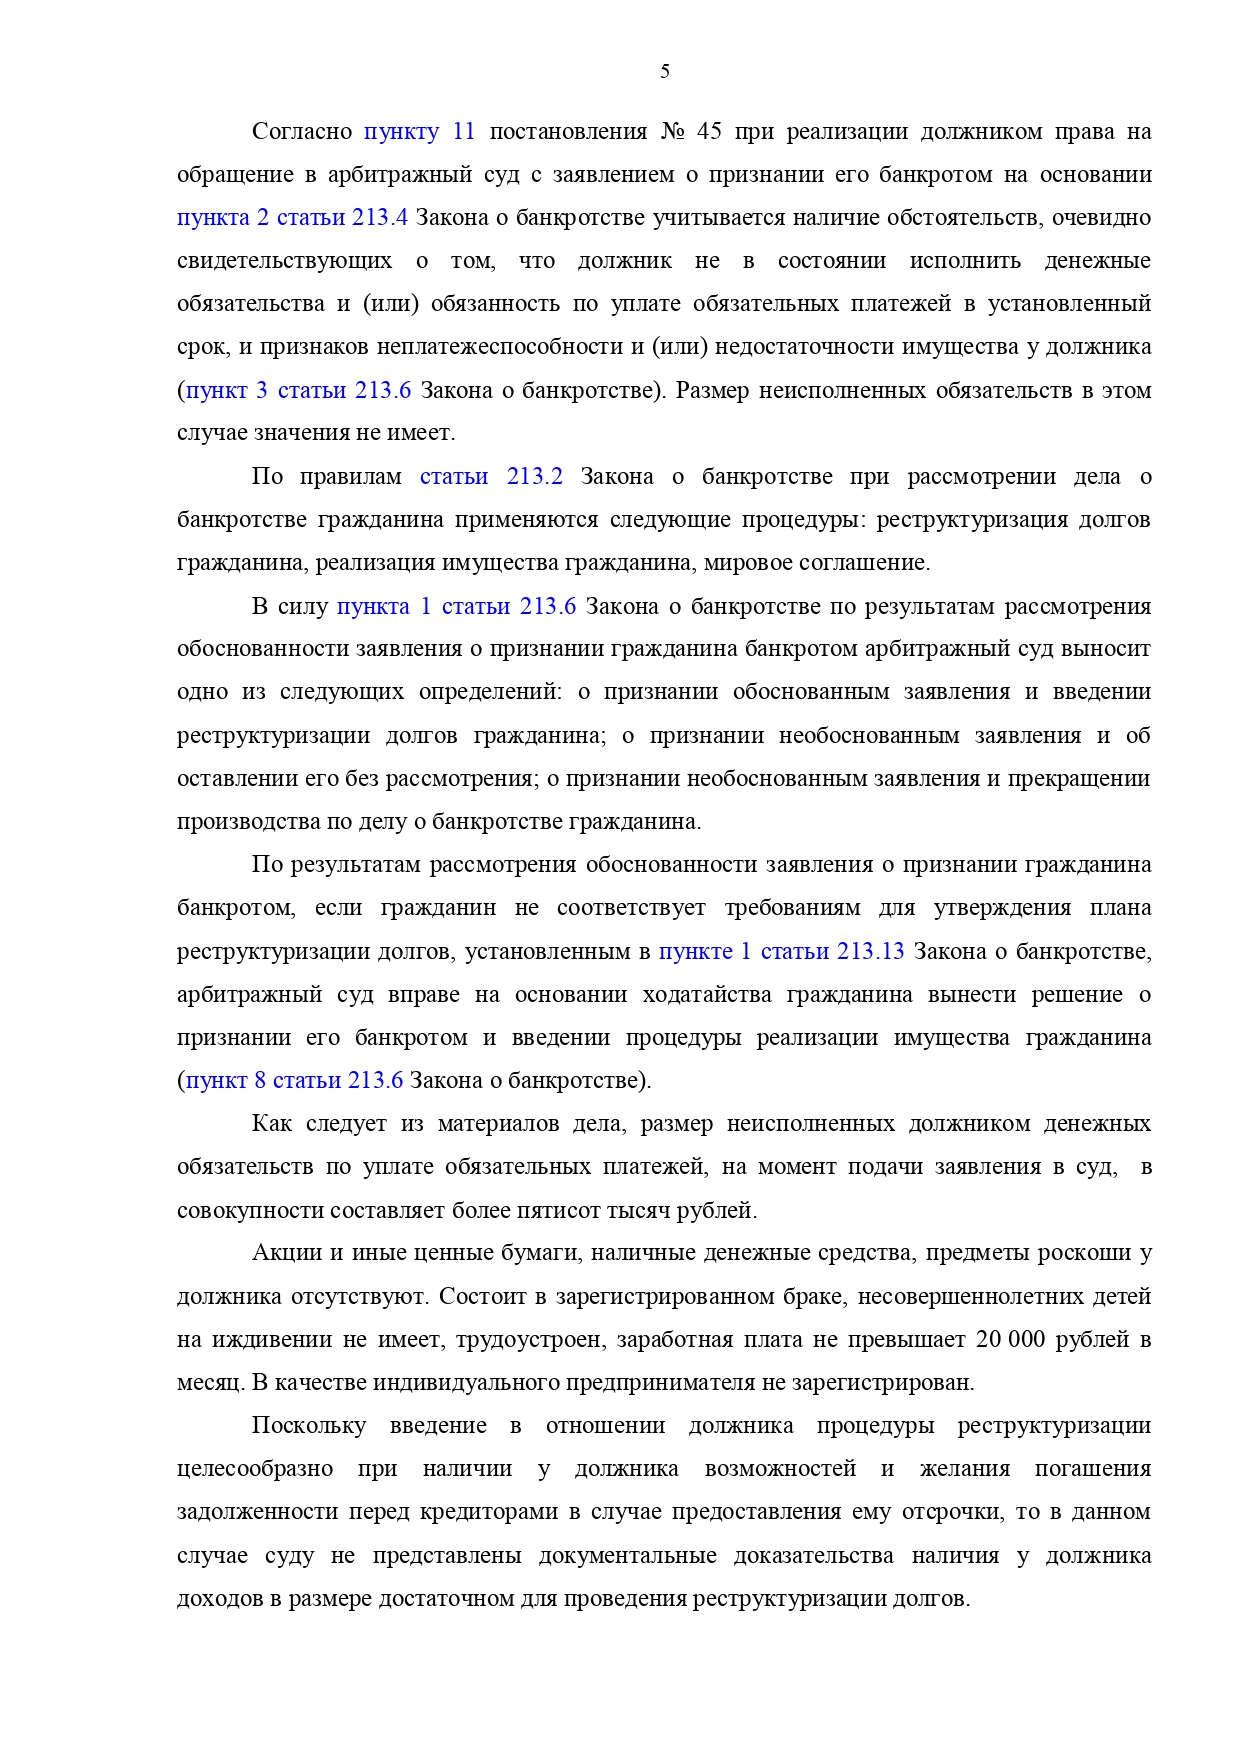 5
Согласно пункту 11 постановления № 45 при реализации должником права на
обращение в арбитражный суд с заявлением о признании его банкротом на основании
пункта 2 статьи 213.4 Закона о банкротстве учитывается наличие обстоятельств, очевидно
свидетельствующих о том, что должник не в состоянии исполнить денежные
обязательства и (или) обязанность по уплате обязательных платежей в установленный
срок, и признаков неплатежеспособности и (или) недостаточности имущества у должника
(пункт 3 статьи 213.6 Закона о банкротстве). Размер неисполненных обязательств в этом
случае значения не имеет.
По правилам статьи 213.2 Закона о банкротстве при рассмотрении дела о
банкротстве гражданина применяются следующие процедуры: реструктуризация долгов
гражданина, реализация имущества гражданина, мировое соглашение.
В силу пункта 1 статьи 213.6 Закона о банкротстве по результатам рассмотрения
обоснованности заявления о признании гражданина банкротом арбитражный суд выносит
одно из следующих определений: о признании обоснованным заявления и введении
реструктуризации долгов гражданина; о признании необоснованным заявления и об
оставлении его без рассмотрения; о признании необоснованным заявления и прекращении
производства по делу о банкротстве гражданина.
По результатам рассмотрения обоснованности заявления о признании гражданина
банкротом, если гражданин не соответствует требованиям для утверждения плана
реструктуризации долгов, установленным в пункте 1 статьи 213.13 Закона о банкротстве,
арбитражный суд вправе на основании ходатайства гражданина вынести решение о
признании его банкротом и введении процедуры реализации имущества гражданина
(пункт 8 статьи 213.6 Закона о банкротстве).
Как следует из материалов дела, размер неисполненных должником денежных
обязательств по уплате обязательных платежей, на момент подачи заявления в суд, в
совокупности составляет более пятисот тысяч рублей.
Акции и иные ценные бумаги, наличные денежные средства, предметы роскоши у
должника отсутствуют. Состоит в зарегистрированном браке, несовершеннолетних детей
на иждивении не имеет, трудоустроен, заработная плата не превышает 20 000 рублей в
месяц. В качестве индивидуального предпринимателя не зарегистрирован.
Поскольку введение в отношении должника процедуры реструктуризации
целесообразно при наличии у должника возможностей и желания погашения
задолженности перед кредиторами в случае предоставления ему отсрочки, то в данном
случае суду не представлены документальные доказательства наличия у должника
доходов в размере достаточном для проведения реструктуризации долгов.